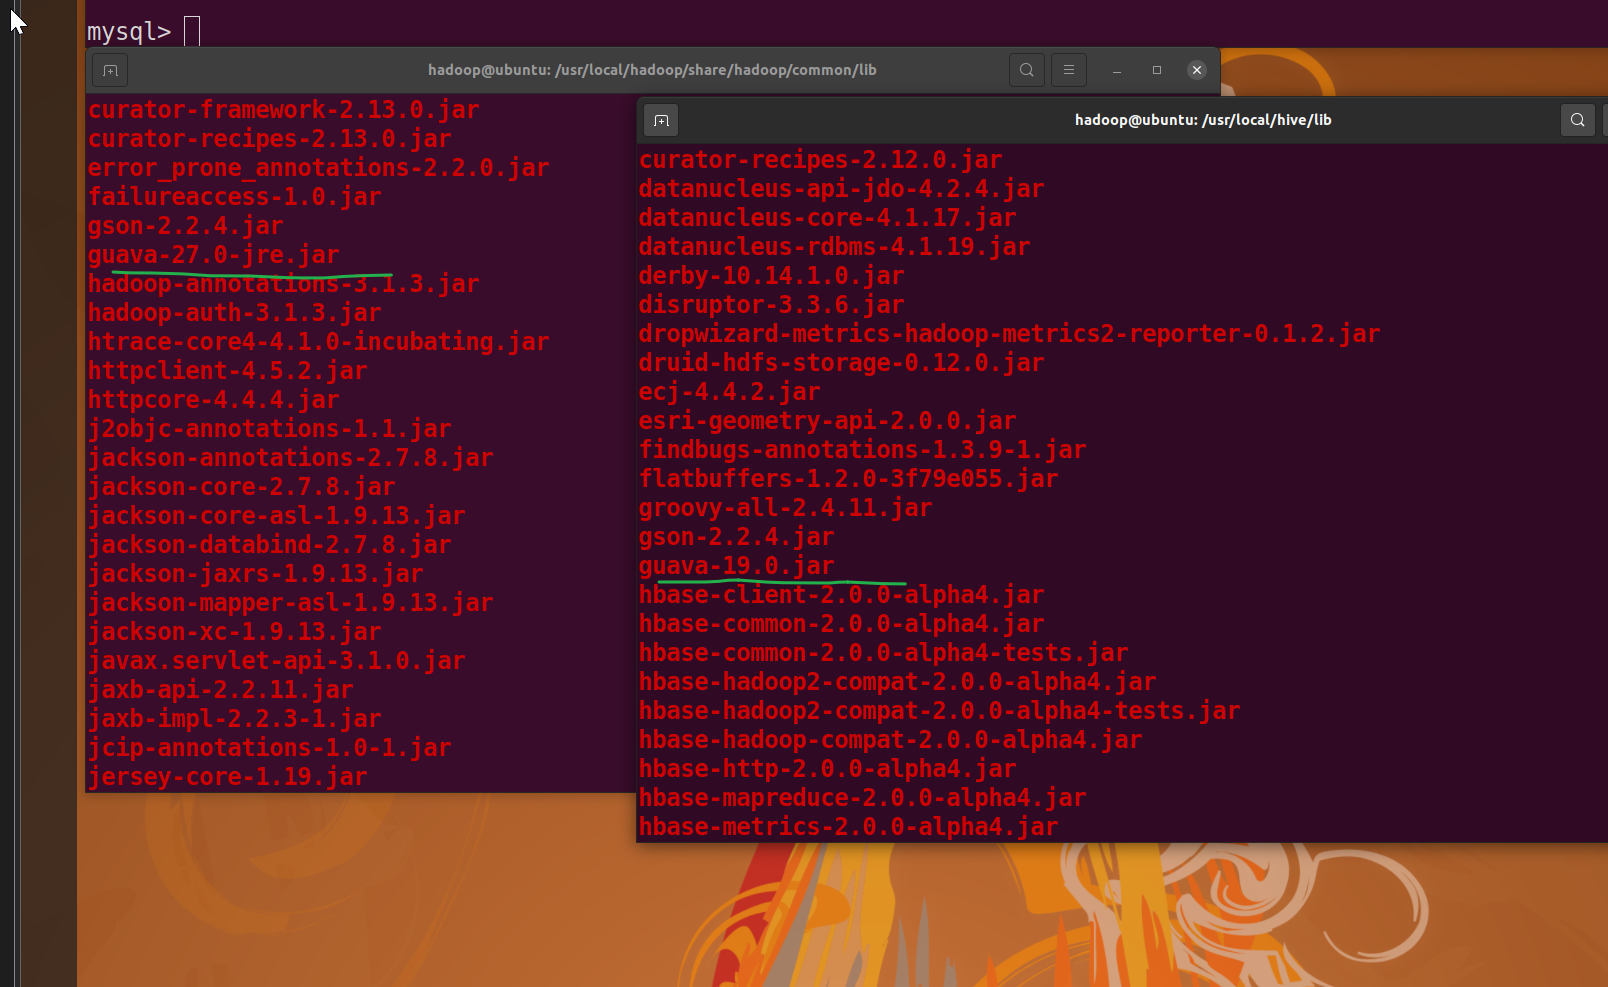 mysql>
hadoop@ubuntu: /usr/local/hadoop/share/hadoop/common/lib
curator-framework-2.13.0.jar
curator-recipes-2.13.0.jar
error_prone_annotations-2.2.0.jar
failureaccess-1.0.jar
gson-2.2.4.jar
guava-27.0-jre.jar
hadoop-annotations-3.1.3.jar
hadoop-auth-3.1.3.jar
htrace-core4-4.1.0-incubating.jar
httpclient-4.5.2.jar
httpcore-4.4.4.jar
j2objc-annotations-1.1.jar
jackson-annotations-2.7.8.jar
jackson-core-2.7.8.jar
jackson-core-asl-1.9.13.jar
jackson-databind-2.7.8.jar
jackson-jaxrs-1.9.13.jar
jackson-mapper-asl-1.9.13.jar
jackson-xc-1.9.13.jar
javax.servlet-api-3.1.0.jar
jaxb-api-2.2.11.jar
jaxb-impl-2.2.3-1.jar
jcip-annotations-1.0-1.jar
jersey-core-1.19.jar
hadoop@ubuntu: /usr/local/hive/lib
curator-recipes-2.12.0.jar
datanucleus-api-jdo-4.2.4.jar
datanucleus-core-4.1.17.jar
datanucleus-rdbms-4.1.19.jar
derby-10.14.1.0.jar
disruptor-3.3.6.jar
dropwizard-metrics-hadoop-metrics2-reporter-0.1.2.jar
druid-hdfs-storage-0.12.0.jar
ecj-4.4.2.jar
esri-geometry-api-2.0.0.jar
findbugs-annotations-1.3.9-1.jar
flatbuffers-1.2.0-3f79e055.jar
groovy-all-2.4.11.jar
gson-2.2.4.jar
guava-19.0.jar
hbase-client-2.0.0-alpha4.jar
hbase-common-2.0.0-alpha4.jar
hbase-common-2.0.0-alpha4-tests.jar
hbase-hadoop2-compat-2.0.0-alpha4.jar
hbase-hadoop2-compat-2.0.0-alpha4-tests.jar
hbase-hadoop-compat-2.0.0-alpha4.jar
hbase-http-2.0.0-alpha4.jar
hbase-mapreduce-2.0.0-alpha4.jar
hbase-metrics-2.0.0-alpha4.jar